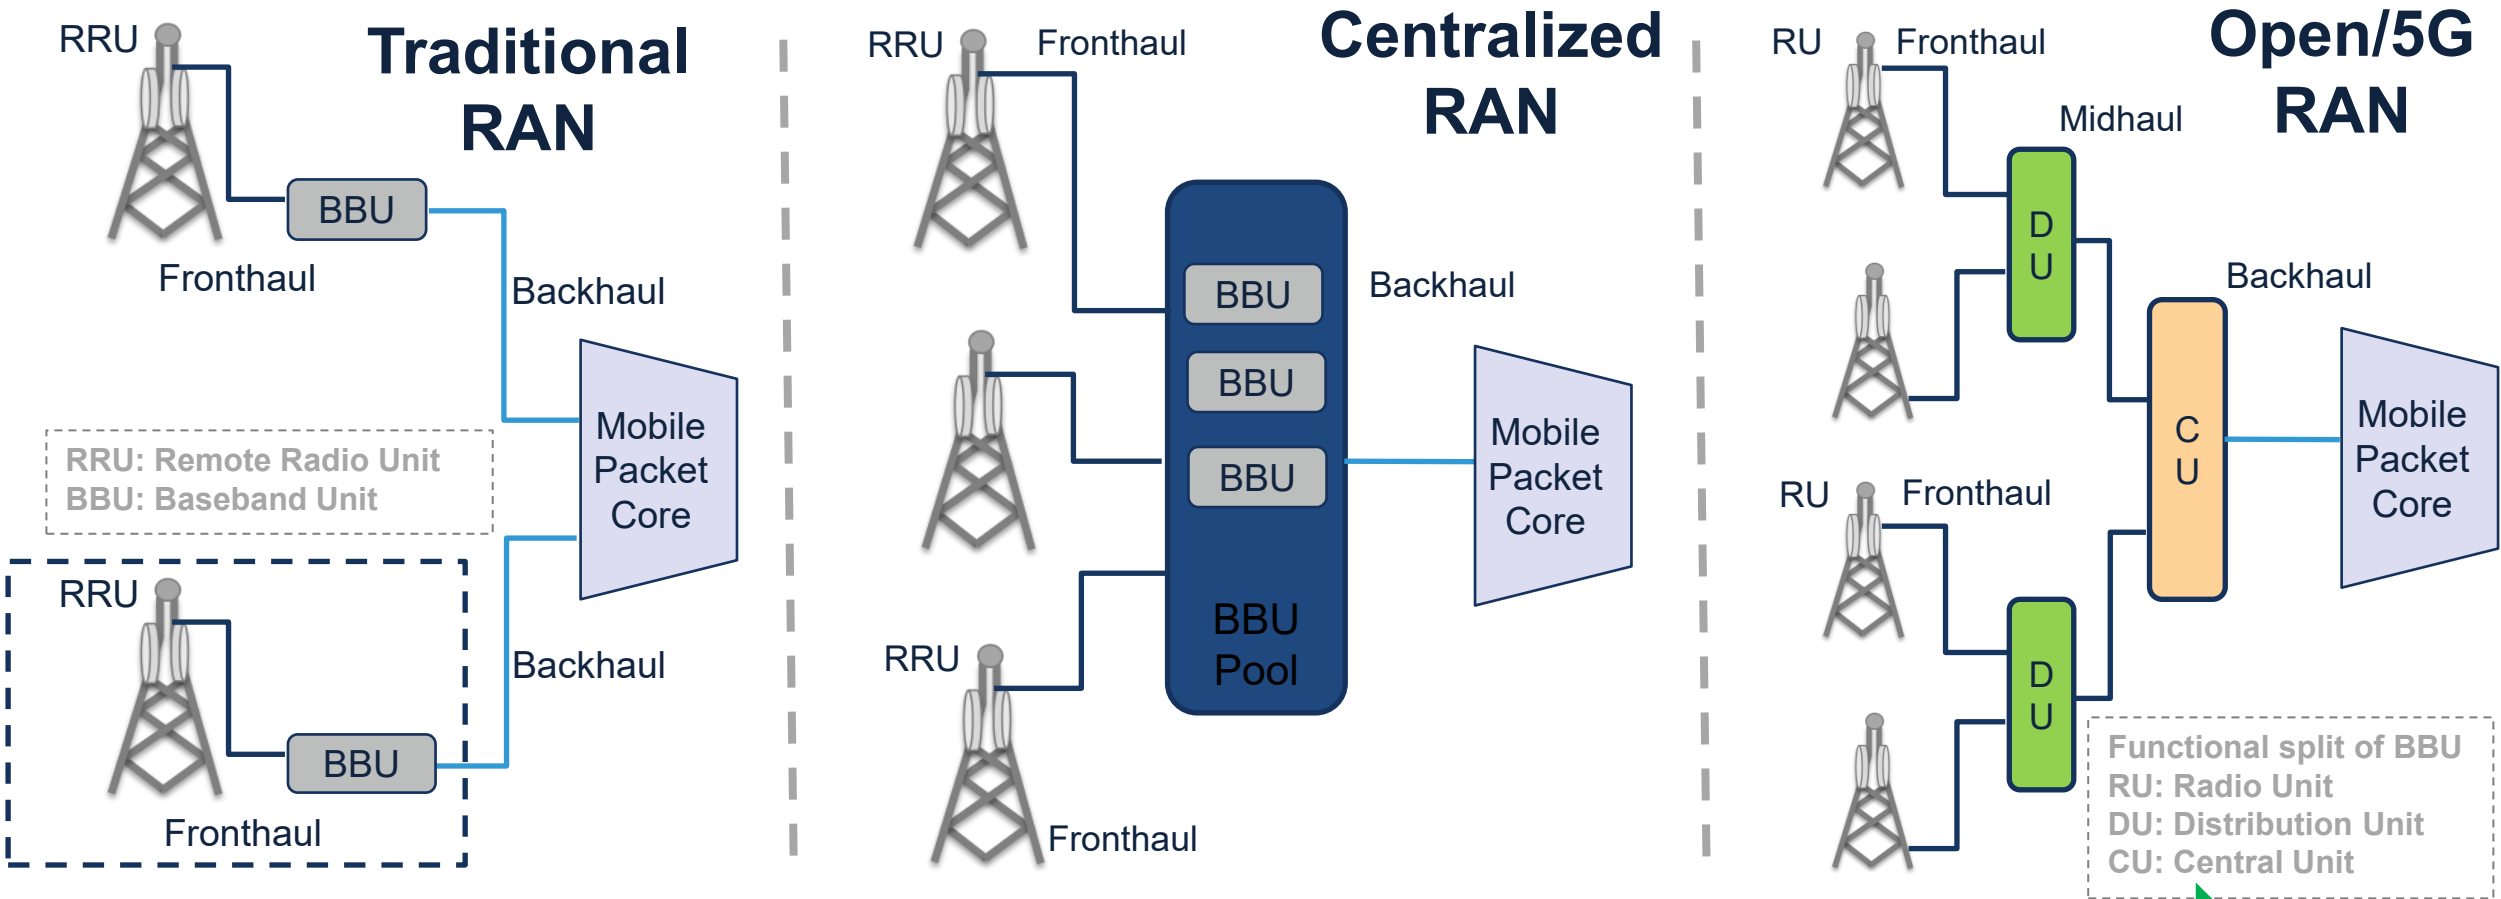 Traditional
RAN
RRU
BBU
Fronthaul
Backhaul
Mobile
Packet
Core
RRU: Remote Radio Unit
BBU: Baseband Unit
RRU
BBU
Fronthaul
Backhaul
Centralized
RAN
RRU
Fronthaul
BBU
BBU
BBU
BBU
Pool
Backhaul
Mobile
Packet
Core
RRU
Fronthaul
Open/5G
RAN
RU
Fronthaul
Midhaul
D
U
Backhaul
C
U
Mobile
Packet
Core
RU
Fronthaul
D
U
Functional split of BBU
RU: Radio Unit
DU: Distribution Unit
CU: Central Unit